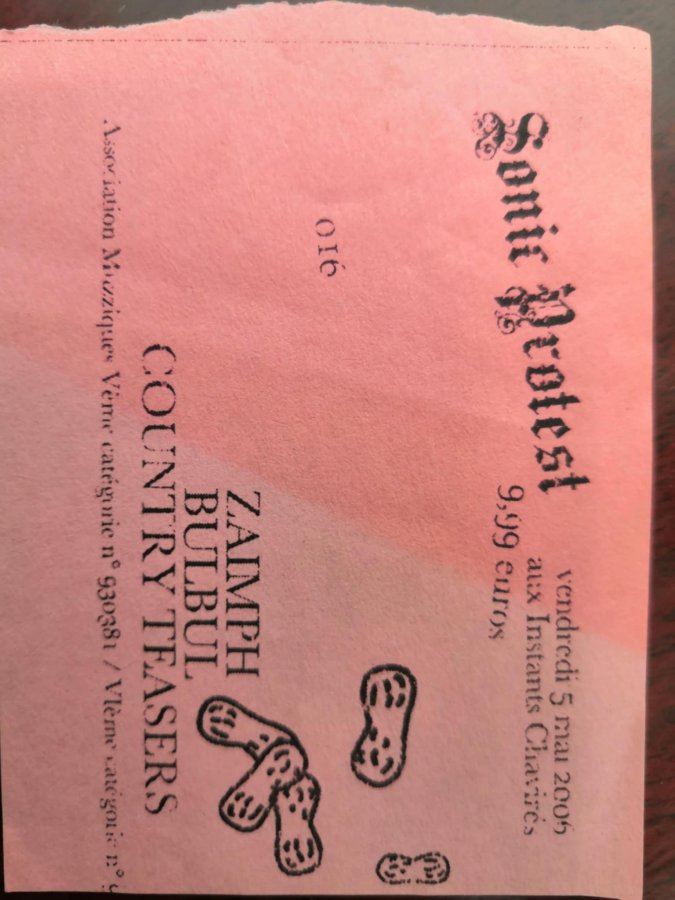 Sonic Protest
vendredi 5 mai 2006
aux Instants Chavirés
9,99 euros
016
ZAIMPH
BULBUL
COUNTRY TEASERS
Association Muzziques Vème catégorie n° 930381 / VIème catégorie n° 9